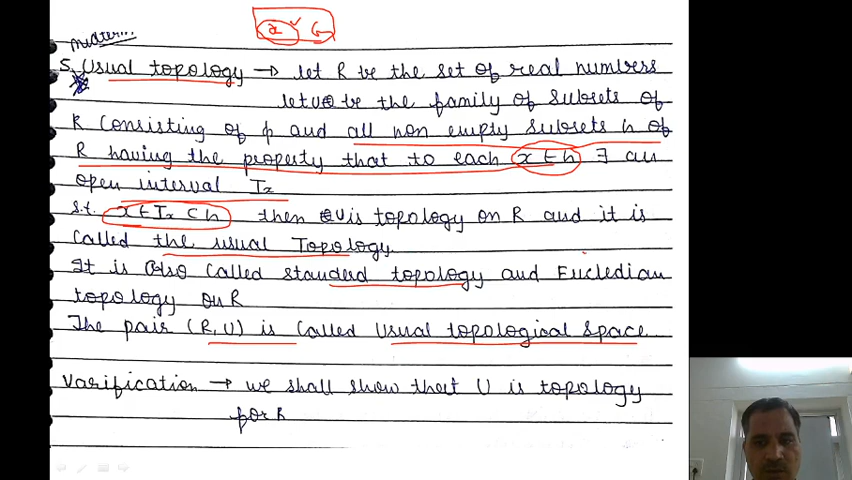 x G
midterm
5. Usual topology → let R be the set of real numbers
let U be the family of subsets of
R Consisting of φ and all non empty subsets G of
R having the property that to each x ∈ G ∃ an
open interval Ix
s.t. x ∈ Ix ⊂ G then U is topology on R and it is
called the usual Topology.
It is also called standerd topology and Eucledian
topology on R
The pair (R, U) is called Usual topological space
Varification → we shall show that U is topology
for R